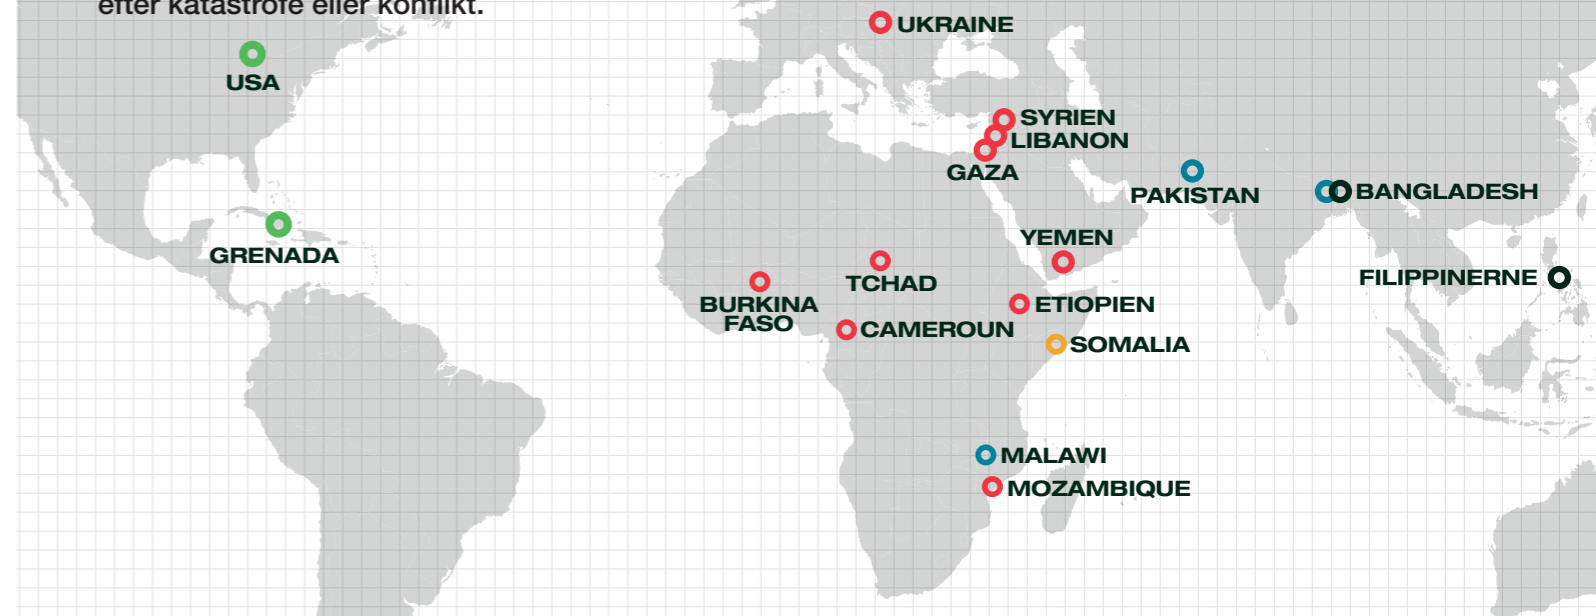 efter katastrofe eller konflikt.
UKRAINE
USA
SYRIEN
LIBANON
GAZA
PAKISTAN
BANGLADESH
GRENADA
YEMEN
TCHAD
FILIPPINERNE
BURKINA
FASO
ETIOPIEN
CAMEROUN
SOMALIA
MALAWI
MOZAMBIQUE